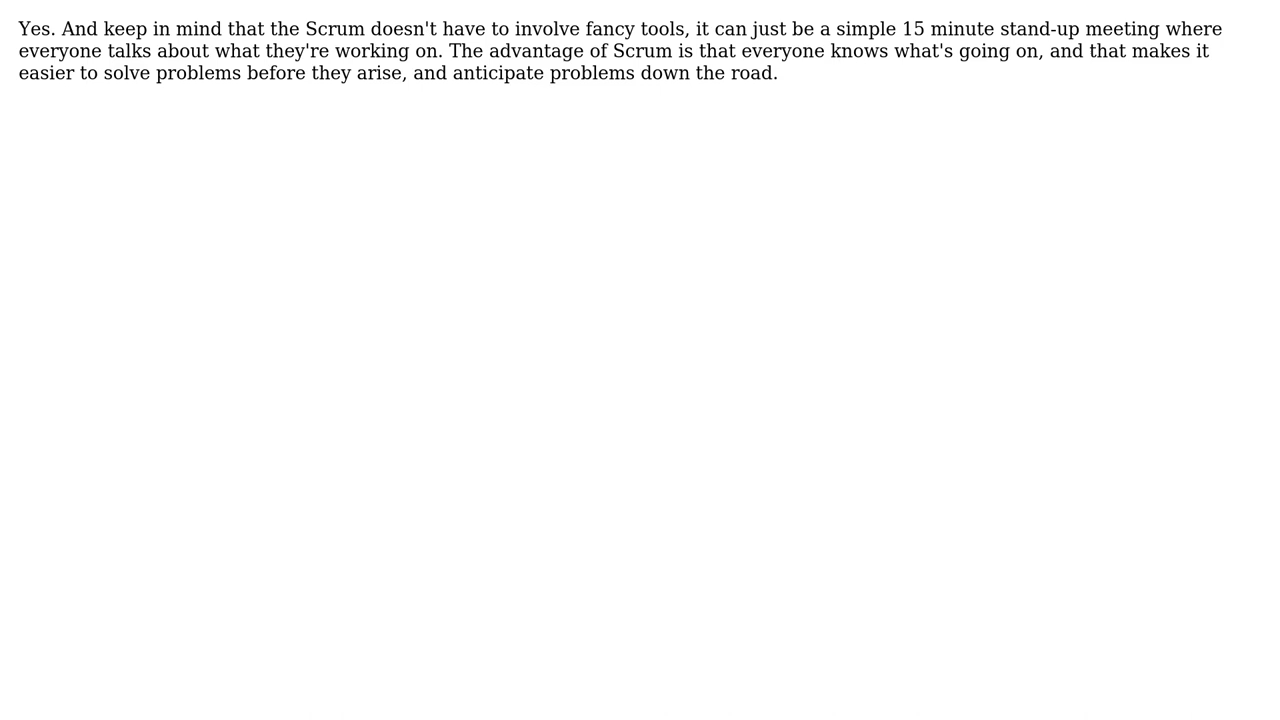 Yes. And keep in mind that the Scrum doesn't have to involve fancy tools, it can just be a simple 15 minute stand-up meeting where
everyone talks about what they're working on. The advantage of Scrum is that everyone knows what's going on, and that makes it
easier to solve problems before they arise, and anticipate problems down the road.